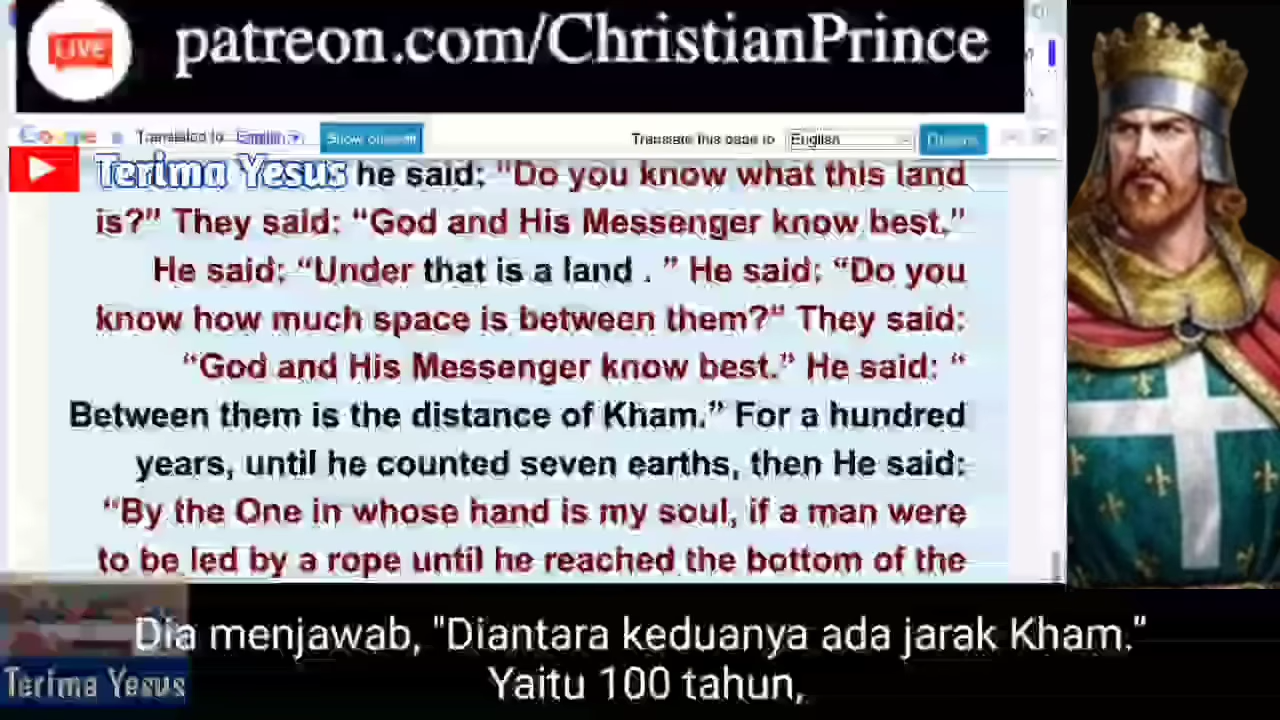 LIVE
patreon.com/ChristianPrince
Translated to English
Translate this page to English
Terima Yesus he said: "Do you know what this land
is?" They said: "God and His Messenger know best."
He said: "Under that is a land . " He said: "Do you
know how much space is between them?" They said:
"God and His Messenger know best." He said: "
Between them is the distance of Kham." For a hundred
years, until he counted seven earths, then He said:
"By the One in whose hand is my soul, if a man were
to be led by a rope until he reached the bottom of the
Dia menjawab, "Diantara keduanya ada jarak Kham."
Yaitu 100 tahun,
Terima Yesus